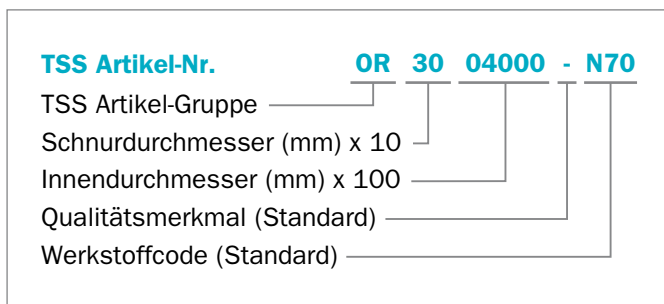 TSS Artikel-Nr. OR 30 04000 - N70
TSS Artikel-Gruppe
Schnurdurchmesser (mm) x 10
Innendurchmesser (mm) x 100
Qualitätsmerkmal (Standard)
Werkstoffcode (Standard)